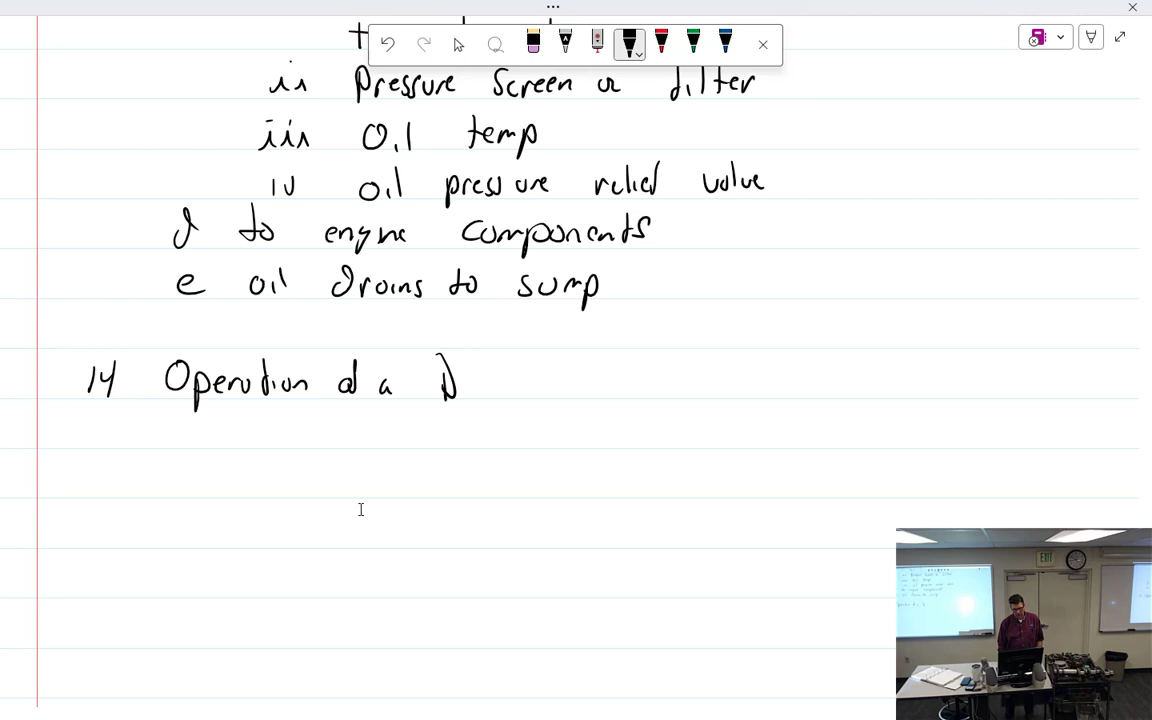 ii Pressure Screen or filter
iii Oil temp
iv oil pressure relief valve
d to engine components
e oil drains to sump
14 Operation of a D
EXIT